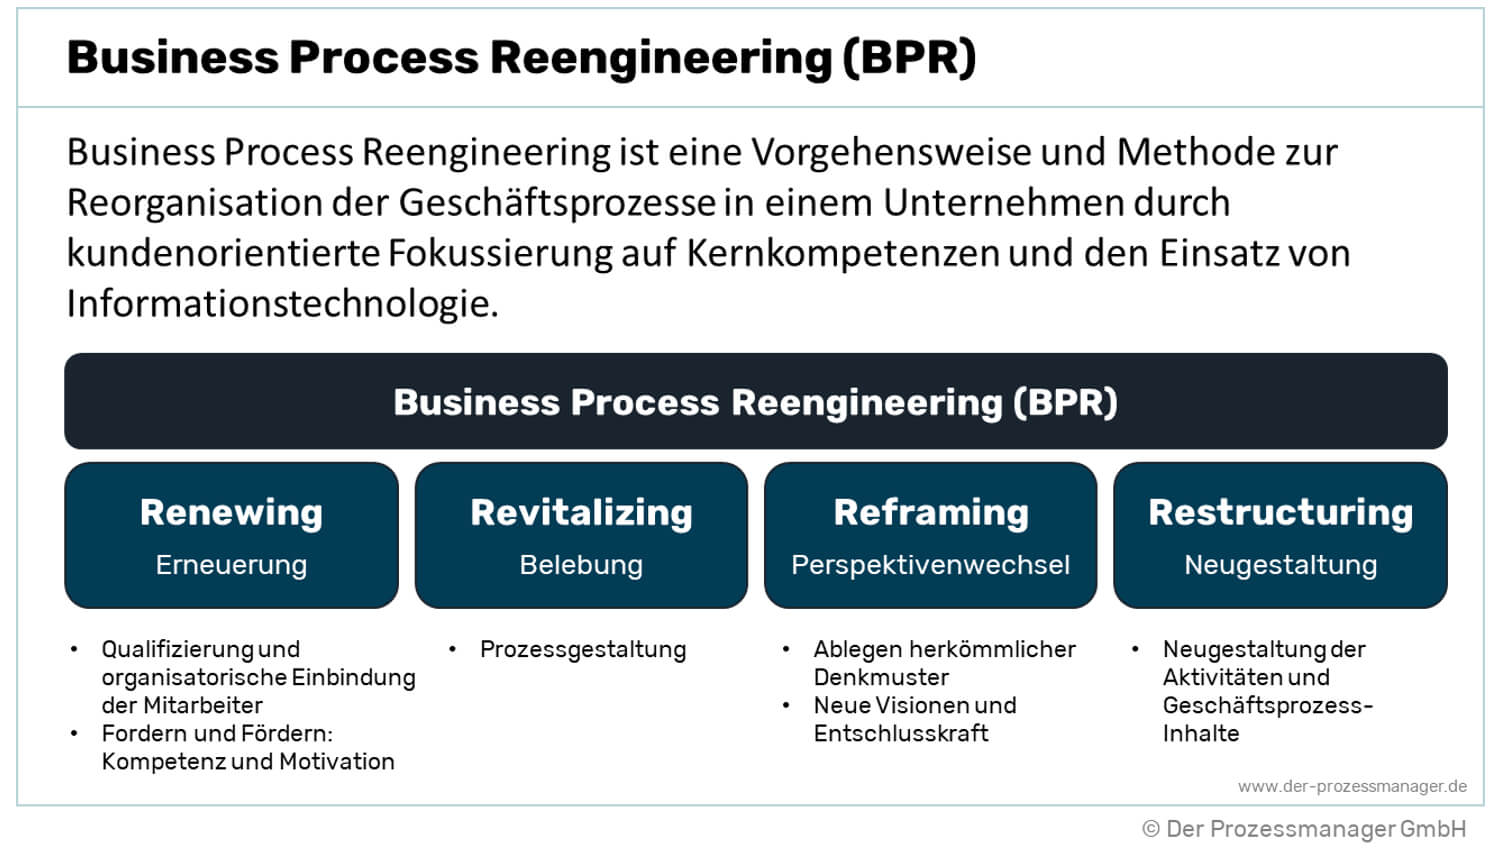 Business Process Reengineering (BPR)
Business Process Reengineering ist eine Vorgehensweise und Methode zur
Reorganisation der Geschäftsprozesse in einem Unternehmen durch
kundenorientierte Fokussierung auf Kernkompetenzen und den Einsatz von
Informationstechnologie.
Business Process Reengineering (BPR)
Renewing
Erneuerung
• Qualifizierung und
organisatorische Einbindung
der Mitarbeiter
• Fordern und Fördern:
Kompetenz und Motivation
Revitalizing
Belebung
• Prozessgestaltung
Reframing
Perspektivenwechsel
• Ablegen herkömmlicher
Denkmuster
• Neue Visionen und
Entschlusskraft
Restructuring
Neugestaltung
• Neugestaltung der
Aktivitäten und
Geschäftsprozess-
Inhalte
www.der-prozessmanager.de
© Der Prozessmanager GmbH